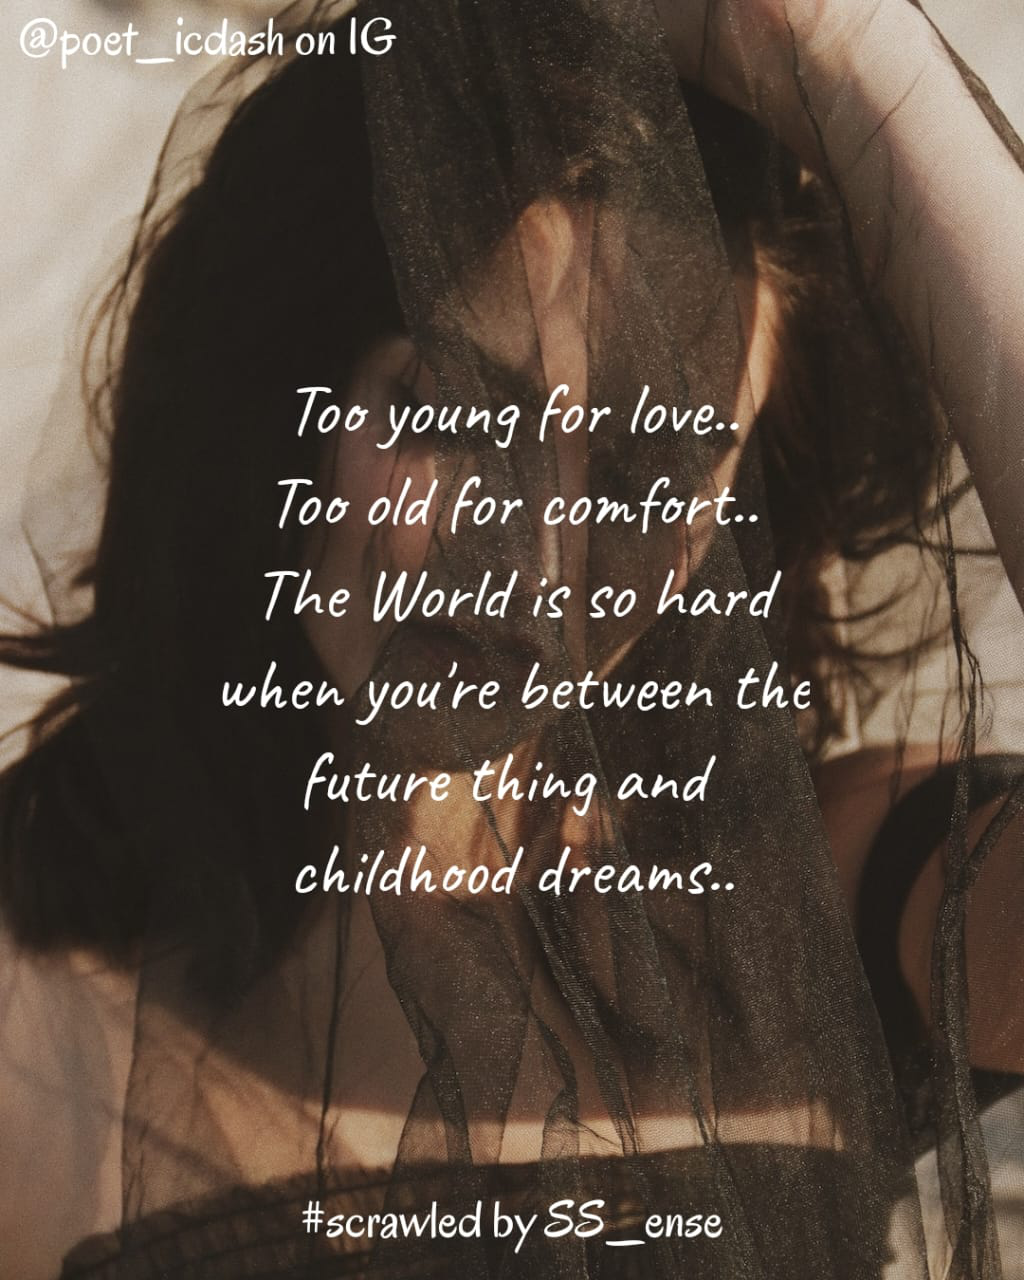 @poet_icdash on IG
Too young for love..
Too old for comfort..
The World is so hard
when you're between the
future thing and
childhood dreams..
#scrawled by SS_ense